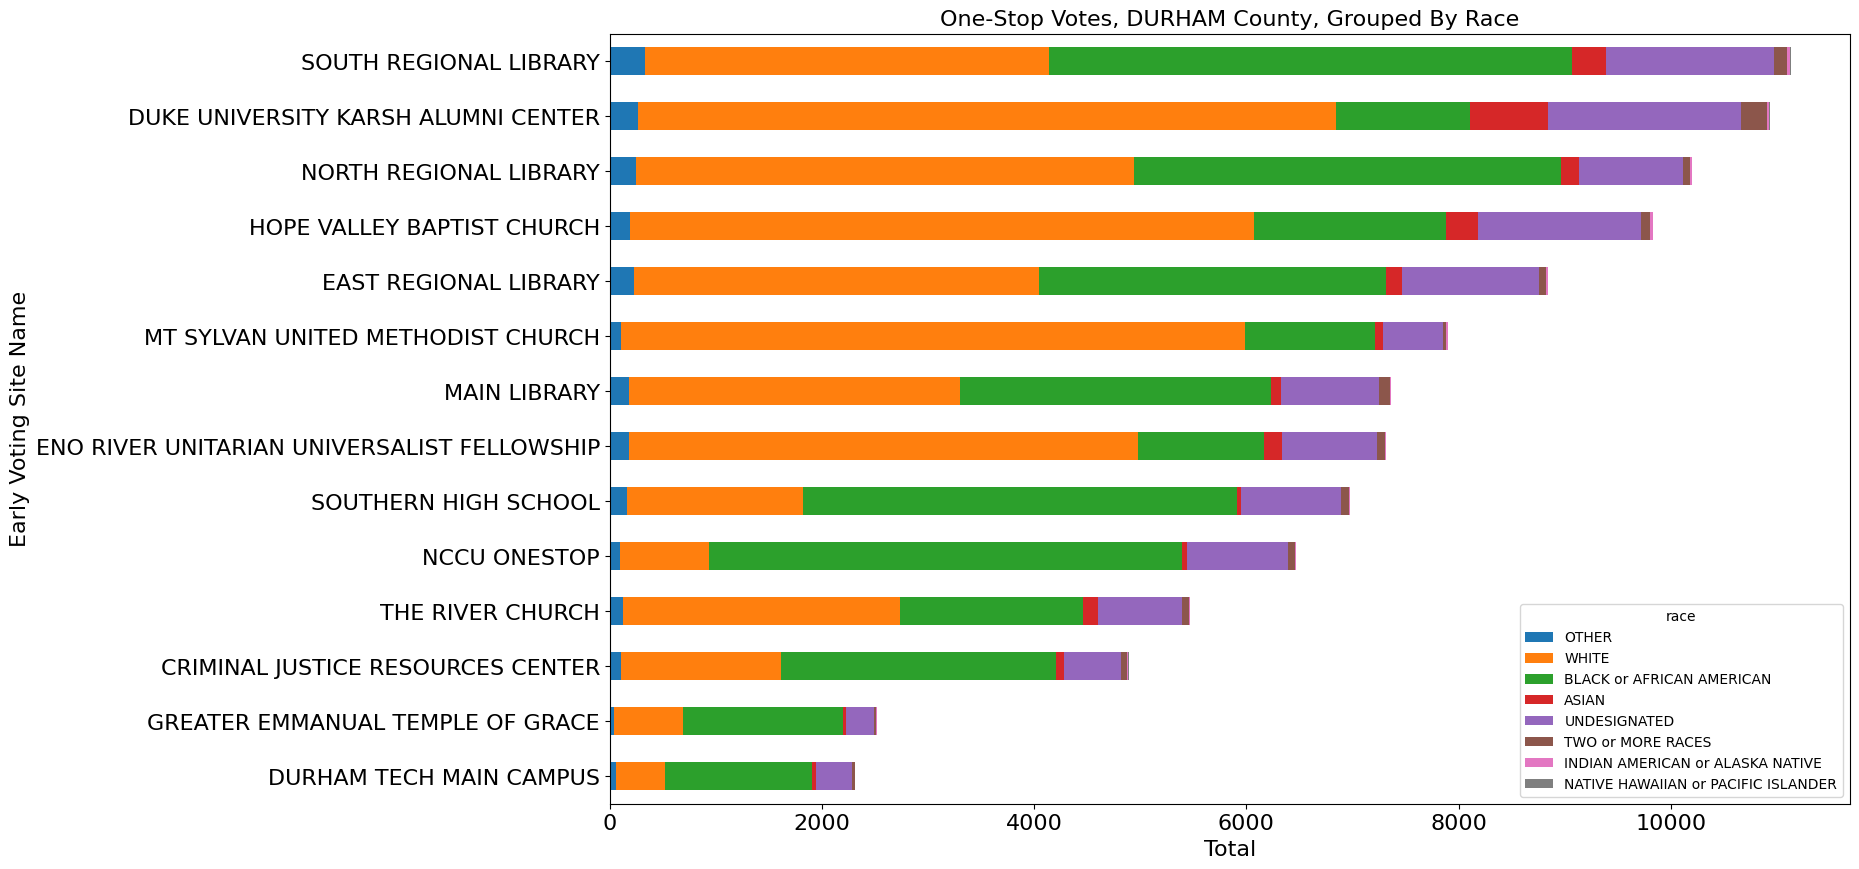 One-Stop Votes, DURHAM County, Grouped By Race
Early Voting Site Name
SOUTH REGIONAL LIBRARY
DUKE UNIVERSITY KARSH ALUMNI CENTER
NORTH REGIONAL LIBRARY
HOPE VALLEY BAPTIST CHURCH
EAST REGIONAL LIBRARY
MT SYLVAN UNITED METHODIST CHURCH
MAIN LIBRARY
ENO RIVER UNITARIAN UNIVERSALIST FELLOWSHIP
SOUTHERN HIGH SCHOOL
NCCU ONESTOP
THE RIVER CHURCH
CRIMINAL JUSTICE RESOURCES CENTER
GREATER EMMANUAL TEMPLE OF GRACE
DURHAM TECH MAIN CAMPUS
race
OTHER
WHITE
BLACK or AFRICAN AMERICAN
ASIAN
UNDESIGNATED
TWO or MORE RACES
INDIAN AMERICAN or ALASKA NATIVE
NATIVE HAWAIIAN or PACIFIC ISLANDER
0 2000 4000 6000 8000 10000
Total